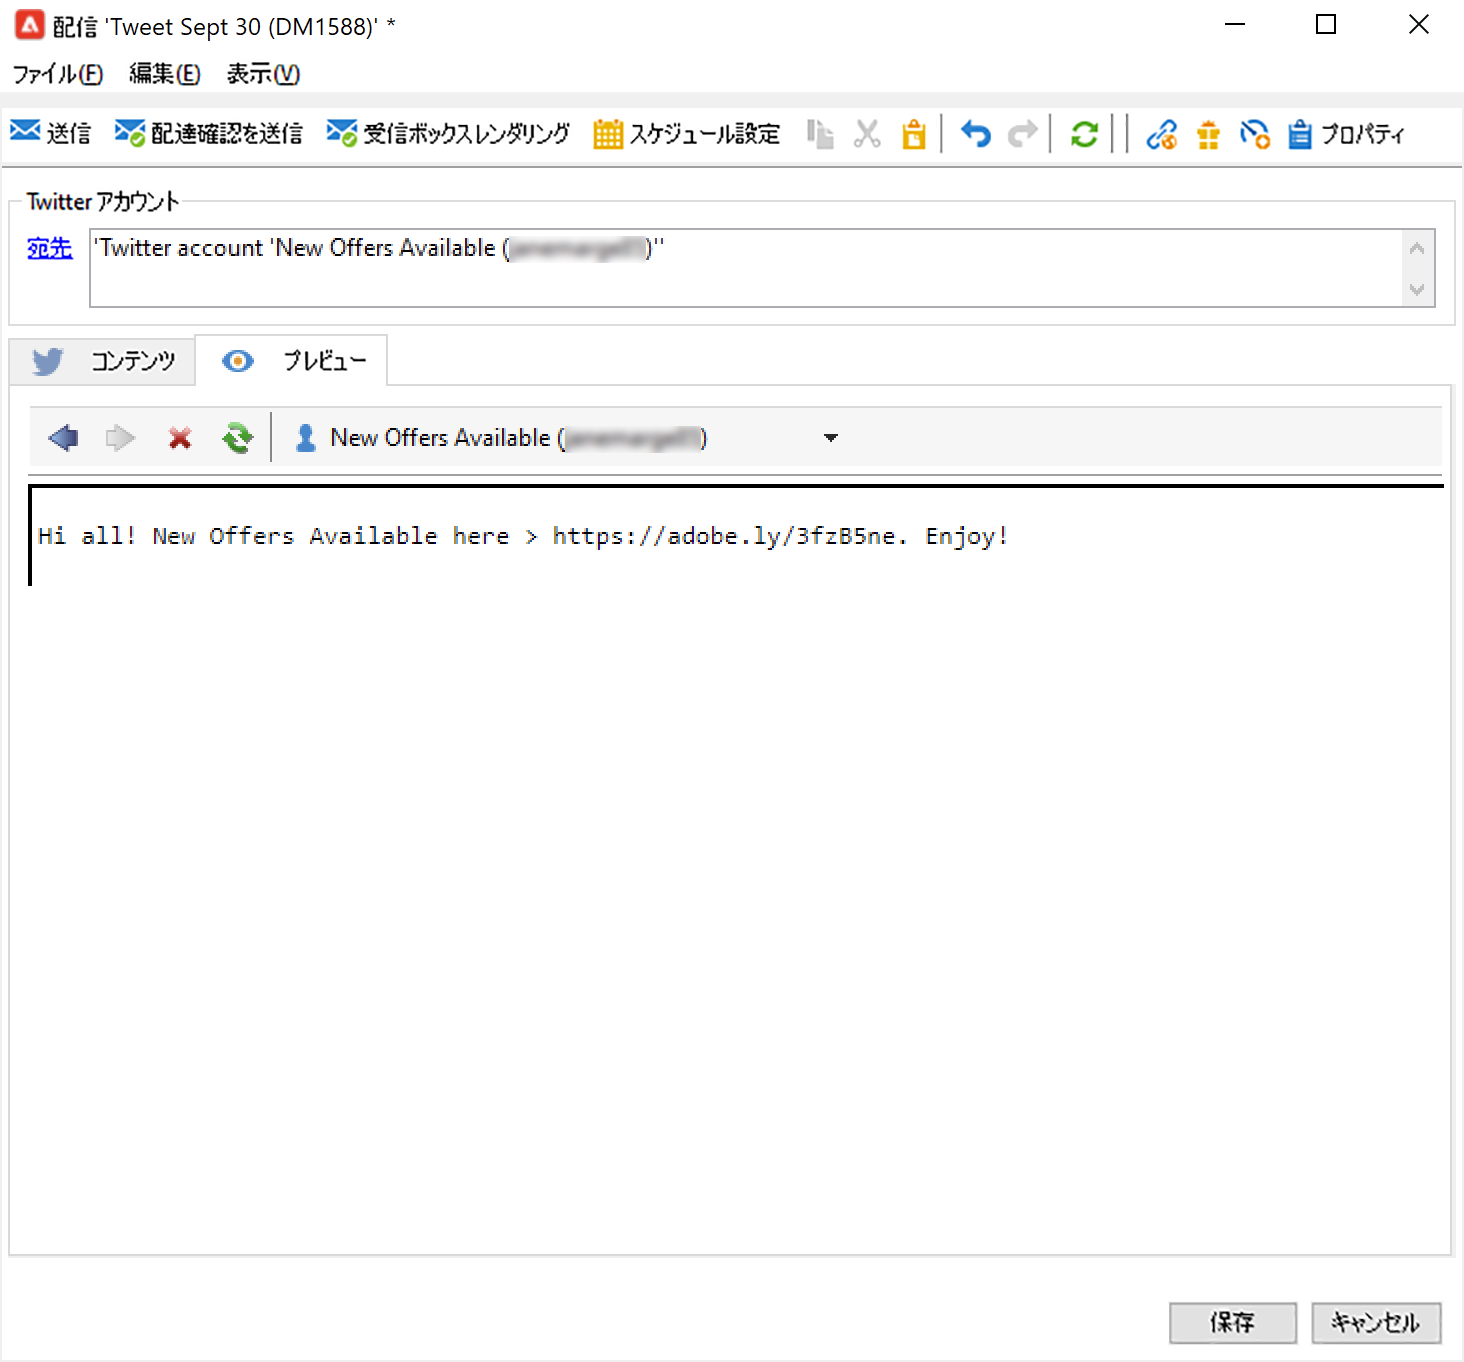 配信 'Tweet Sept 30 (DM1588)' *
ファイル(F) 編集(E) 表示(V)
送信 配達確認を送信 受信ボックスレンダリング スケジュール設定 プロパティ
Twitter アカウント
宛先 'Twitter account 'New Offers Available ()''
コンテンツ プレビュー
New Offers Available ()
Hi all! New Offers Available here > https://adobe.ly/3fzB5ne. Enjoy!
保存 キャンセル